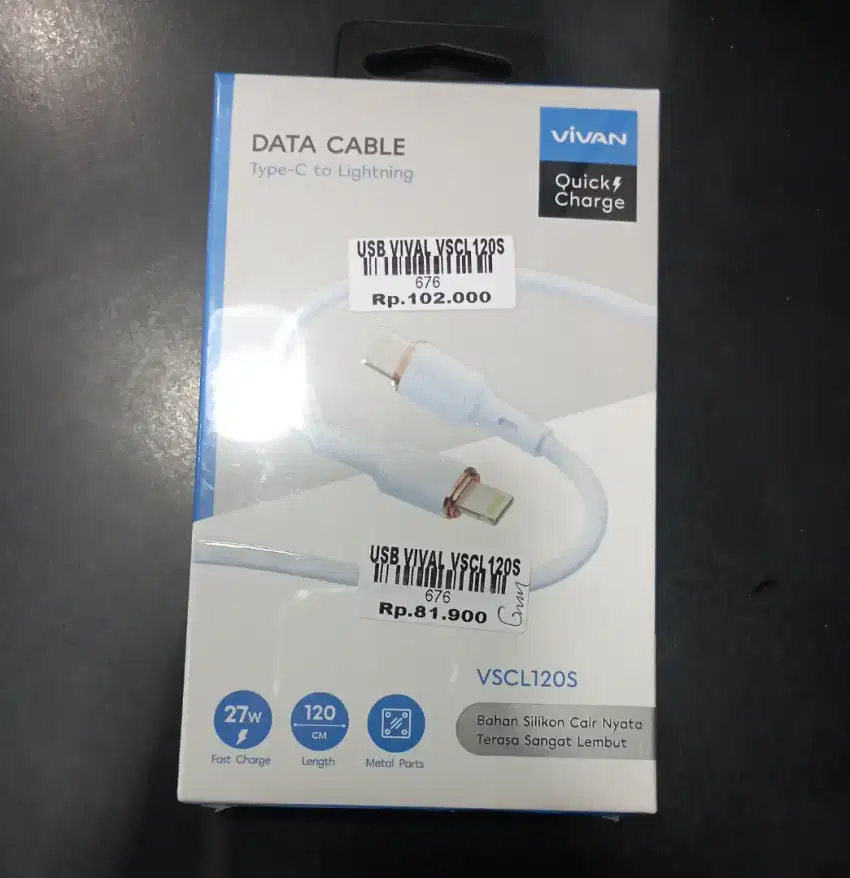 DATA CABLE
Type-C to Lightning
ViVAN
Quick
Charge
USB VIVAL VSCL120S
676
Rp.102.000
USB VIVAL VSCL120S
676
Rp.81.900
VSCL120S
Bahan Silikon Cair Nyata
Terasa Sangat Lembut
27W
Fast Charge
120
CM
Length
Metal Parts